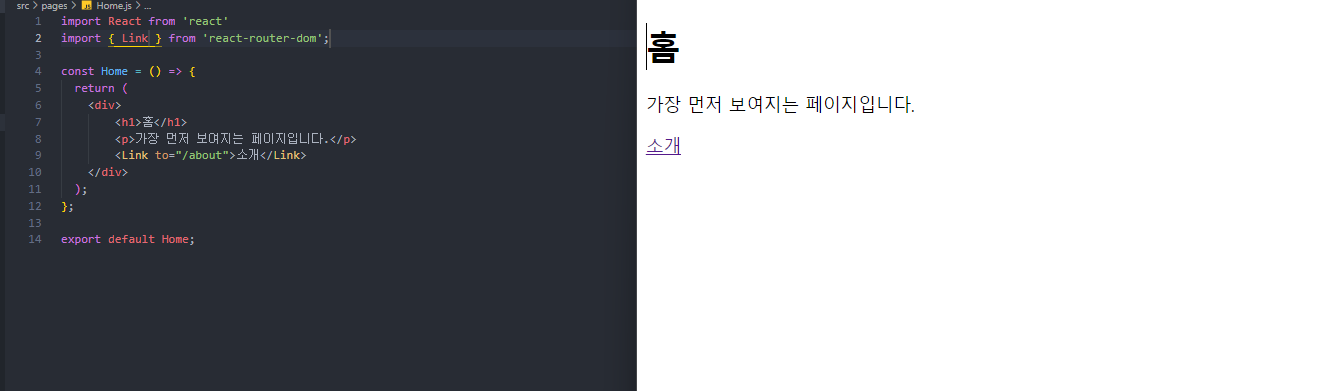 src > pages > JS Home.js > ...
1 import React from 'react'
2 import { Link } from 'react-router-dom';
3
4 const Home = () => {
5 return (
6 <div>
7 <h1>홈</h1>
8 <p>가장 먼저 보여지는 페이지입니다.</p>
9 <Link to="/about">소개</Link>
10 </div>
11 );
12 };
13
14 export default Home;
홈
가장 먼저 보여지는 페이지입니다.
소개